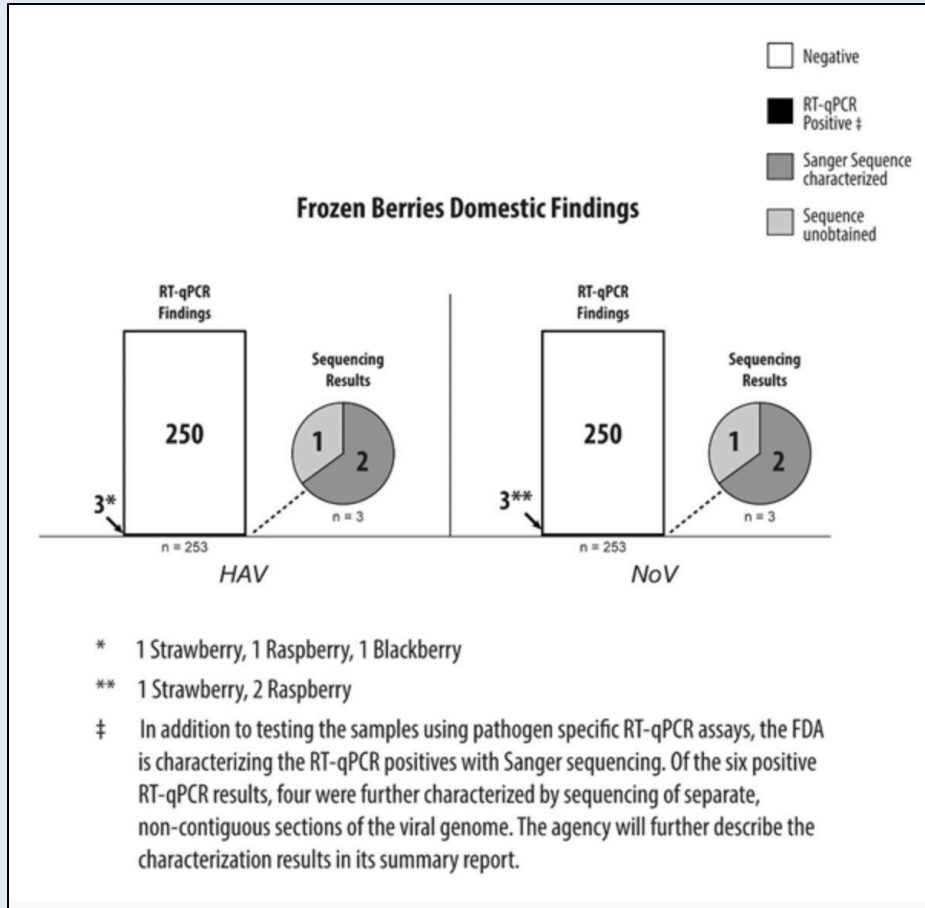 Negative
RT-qPCR
Positive ‡
Sanger Sequence
characterized
Sequence
unobtained
Frozen Berries Domestic Findings
RT-qPCR
Findings
250
3*
n = 253
Sequencing
Results
1
2
n = 3
HAV
RT-qPCR
Findings
250
3**
n = 253
Sequencing
Results
1
2
n = 3
NoV
* 1 Strawberry, 1 Raspberry, 1 Blackberry
** 1 Strawberry, 2 Raspberry
‡ In addition to testing the samples using pathogen specific RT-qPCR assays, the FDA
is characterizing the RT-qPCR positives with Sanger sequencing. Of the six positive
RT-qPCR results, four were further characterized by sequencing of separate,
non-contiguous sections of the viral genome. The agency will further describe the
characterization results in its summary report.